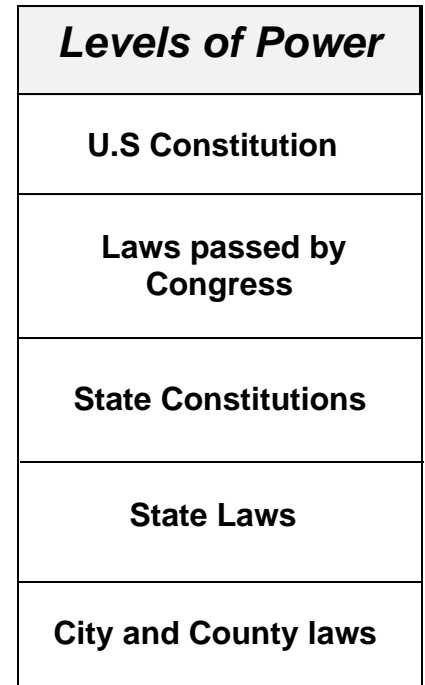 Levels of Power
U.S Constitution
Laws passed by
Congress
State Constitutions
State Laws
City and County laws